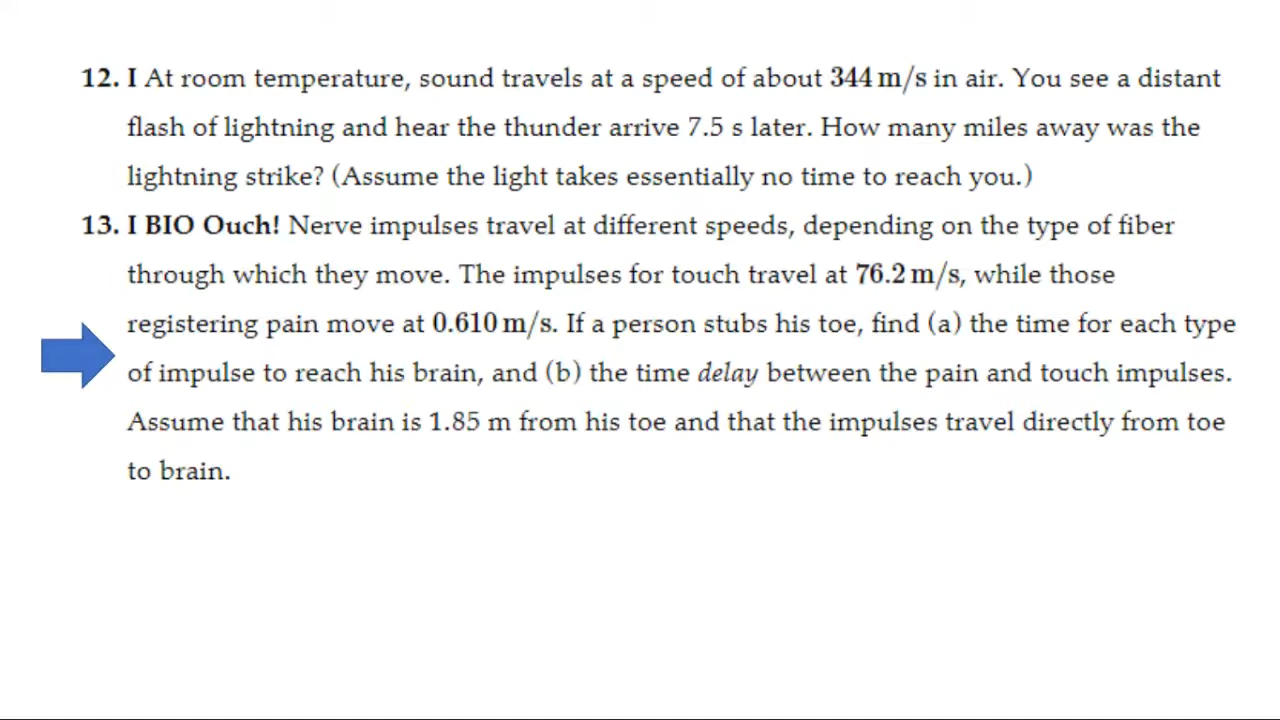 12. I At room temperature, sound travels at a speed of about 344 m/s in air. You see a distant
flash of lightning and hear the thunder arrive 7.5 s later. How many miles away was the
lightning strike? (Assume the light takes essentially no time to reach you.)
13. I BIO Ouch! Nerve impulses travel at different speeds, depending on the type of fiber
through which they move. The impulses for touch travel at 76.2 m/s, while those
registering pain move at 0.610 m/s. If a person stubs his toe, find (a) the time for each type
of impulse to reach his brain, and (b) the time delay between the pain and touch impulses.
Assume that his brain is 1.85 m from his toe and that the impulses travel directly from toe
to brain.